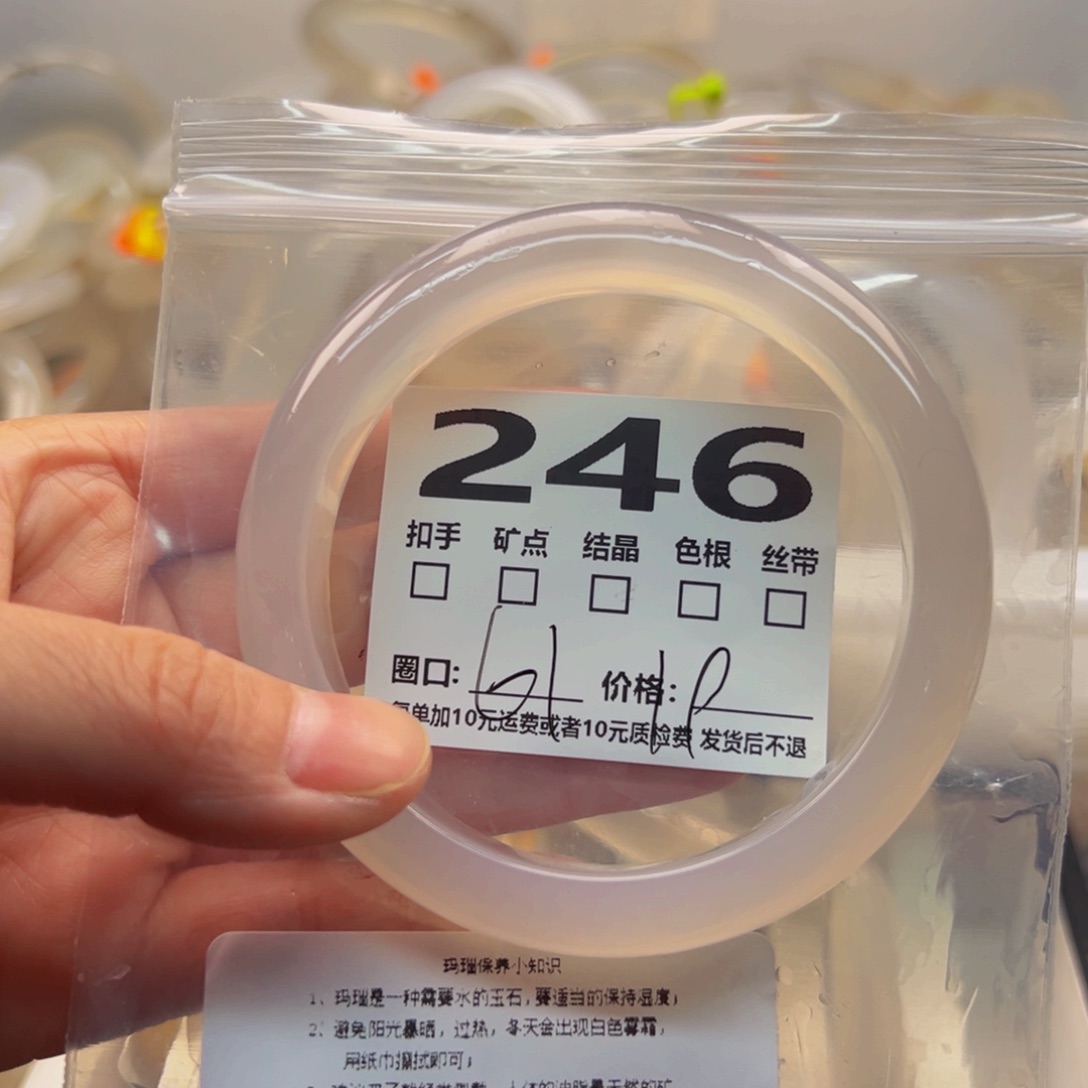 246
扣手 矿点 结晶 色根 丝带
圈口: 61 价格:
每单加10元运费或者10元质检费 发货后不退
玛瑙保养小知识
1、玛瑙是一种需要水的玉石,要适当的保持湿度;
2、避免阳光暴晒,过热,冬天会出现白色雾霜,
用纸巾擦拭即可;